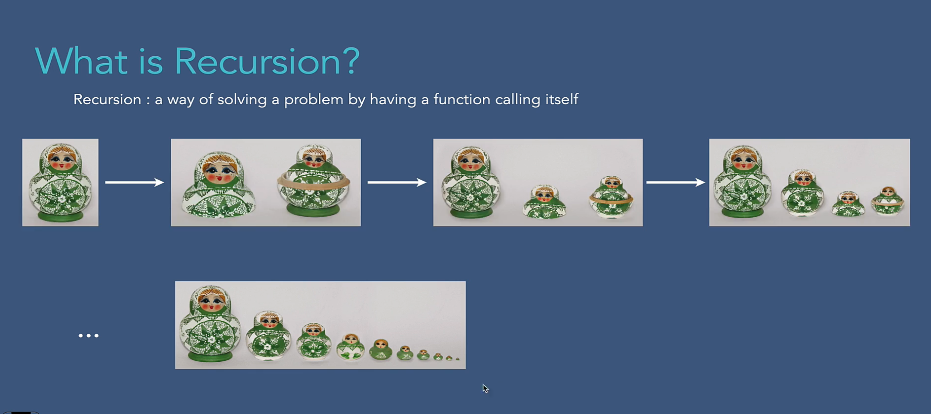 What is Recursion?
Recursion : a way of solving a problem by having a function calling itself
...